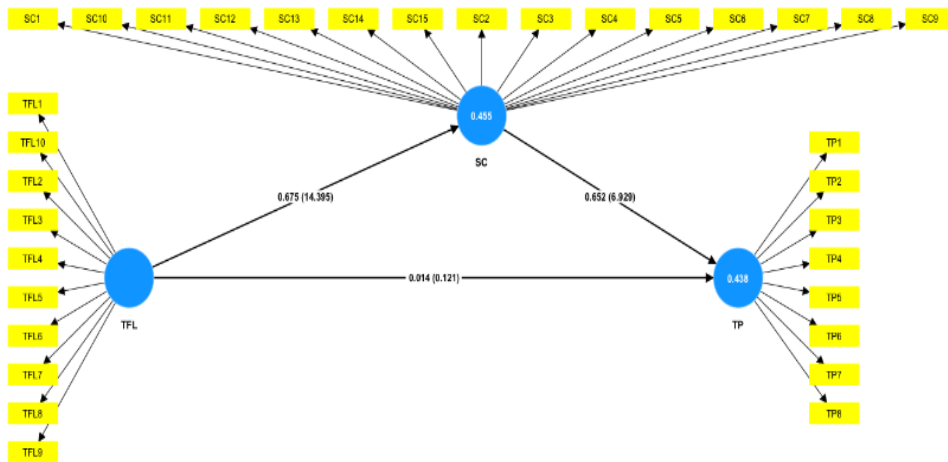 SC1 SC10 SC11 SC12 SC13 SC14 SC15 SC2 SC3 SC4 SC5 SC6 SC7 SC8 SC9
TFL1
TFL10
TFL2
TFL3
TFL4
TFL5
TFL6
TFL7
TFL8
TFL9
0.455
SC
0.675 (14.395)
0.652 (6.929)
0.014 (0.121)
TFL
0.438
TP
TP1
TP2
TP3
TP4
TP5
TP6
TP7
TP8